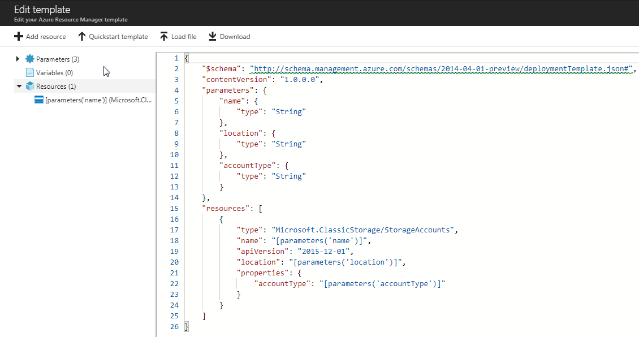 Edit template
Edit your Azure Resource Manager template
Add resource Quickstart template Load file Download
Parameters (3)
Variables (0)
Resources (1)
[parameters('name')] (Microsoft.Cl...
1 {
2 "$schema": "http://schema.management.azure.com/schemas/2014-04-01-preview/deploymentTemplate.json#",
3 "contentVersion": "1.0.0.0",
4 "parameters": {
5 "name": {
6 "type": "String"
7 },
8 "location": {
9 "type": "String"
10 },
11 "accountType": {
12 "type": "String"
13 }
14 },
15 "resources": [
16 {
17 "type": "Microsoft.ClassicStorage/StorageAccounts",
18 "name": "[parameters('name')]",
19 "apiVersion": "2015-12-01",
20 "location": "[parameters('location')]",
21 "properties": {
22 "accountType": "[parameters('accountType')]"
23 }
24 }
25 ]
26 }